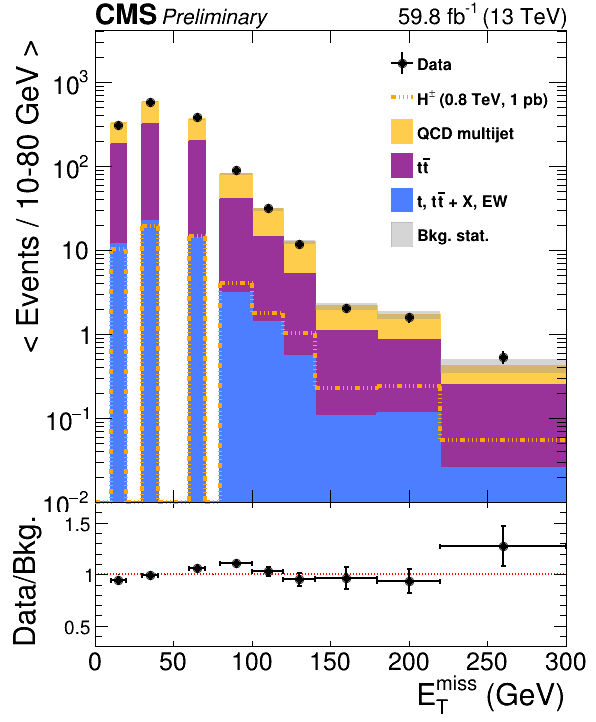 CMS Preliminary 59.8 fb⁻¹ (13 TeV)
< Events / 10-80 GeV >
10³
10²
10
1
10⁻¹
10⁻²
Data
H± (0.8 TeV, 1 pb)
QCD multijet
tt̄
t, tt̄ + X, EW
Bkg. stat.
Data/Bkg.
1.5
1
0.5
0 50 100 150 200 250 300
E_T^miss (GeV)